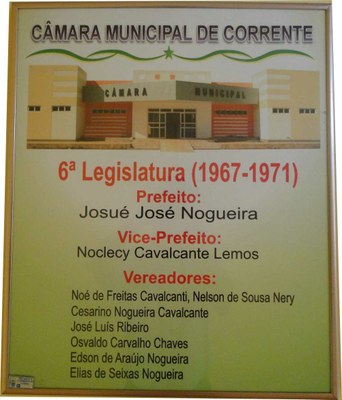 CÂMARA MUNICIPAL DE CORRENTE
CÂMARA MUNICIPAL
6ª Legislatura (1967-1971)
Prefeito:
Josué José Nogueira
Vice-Prefeito:
Noclecy Cavalcante Lemos
Vereadores:
Noé de Freitas Cavalcanti, Nelson de Sousa Nery
Cesarino Nogueira Cavalcante
José Luís Ribeiro
Osvaldo Carvalho Chaves
Edson de Araújo Nogueira
Elias de Seixas Nogueira